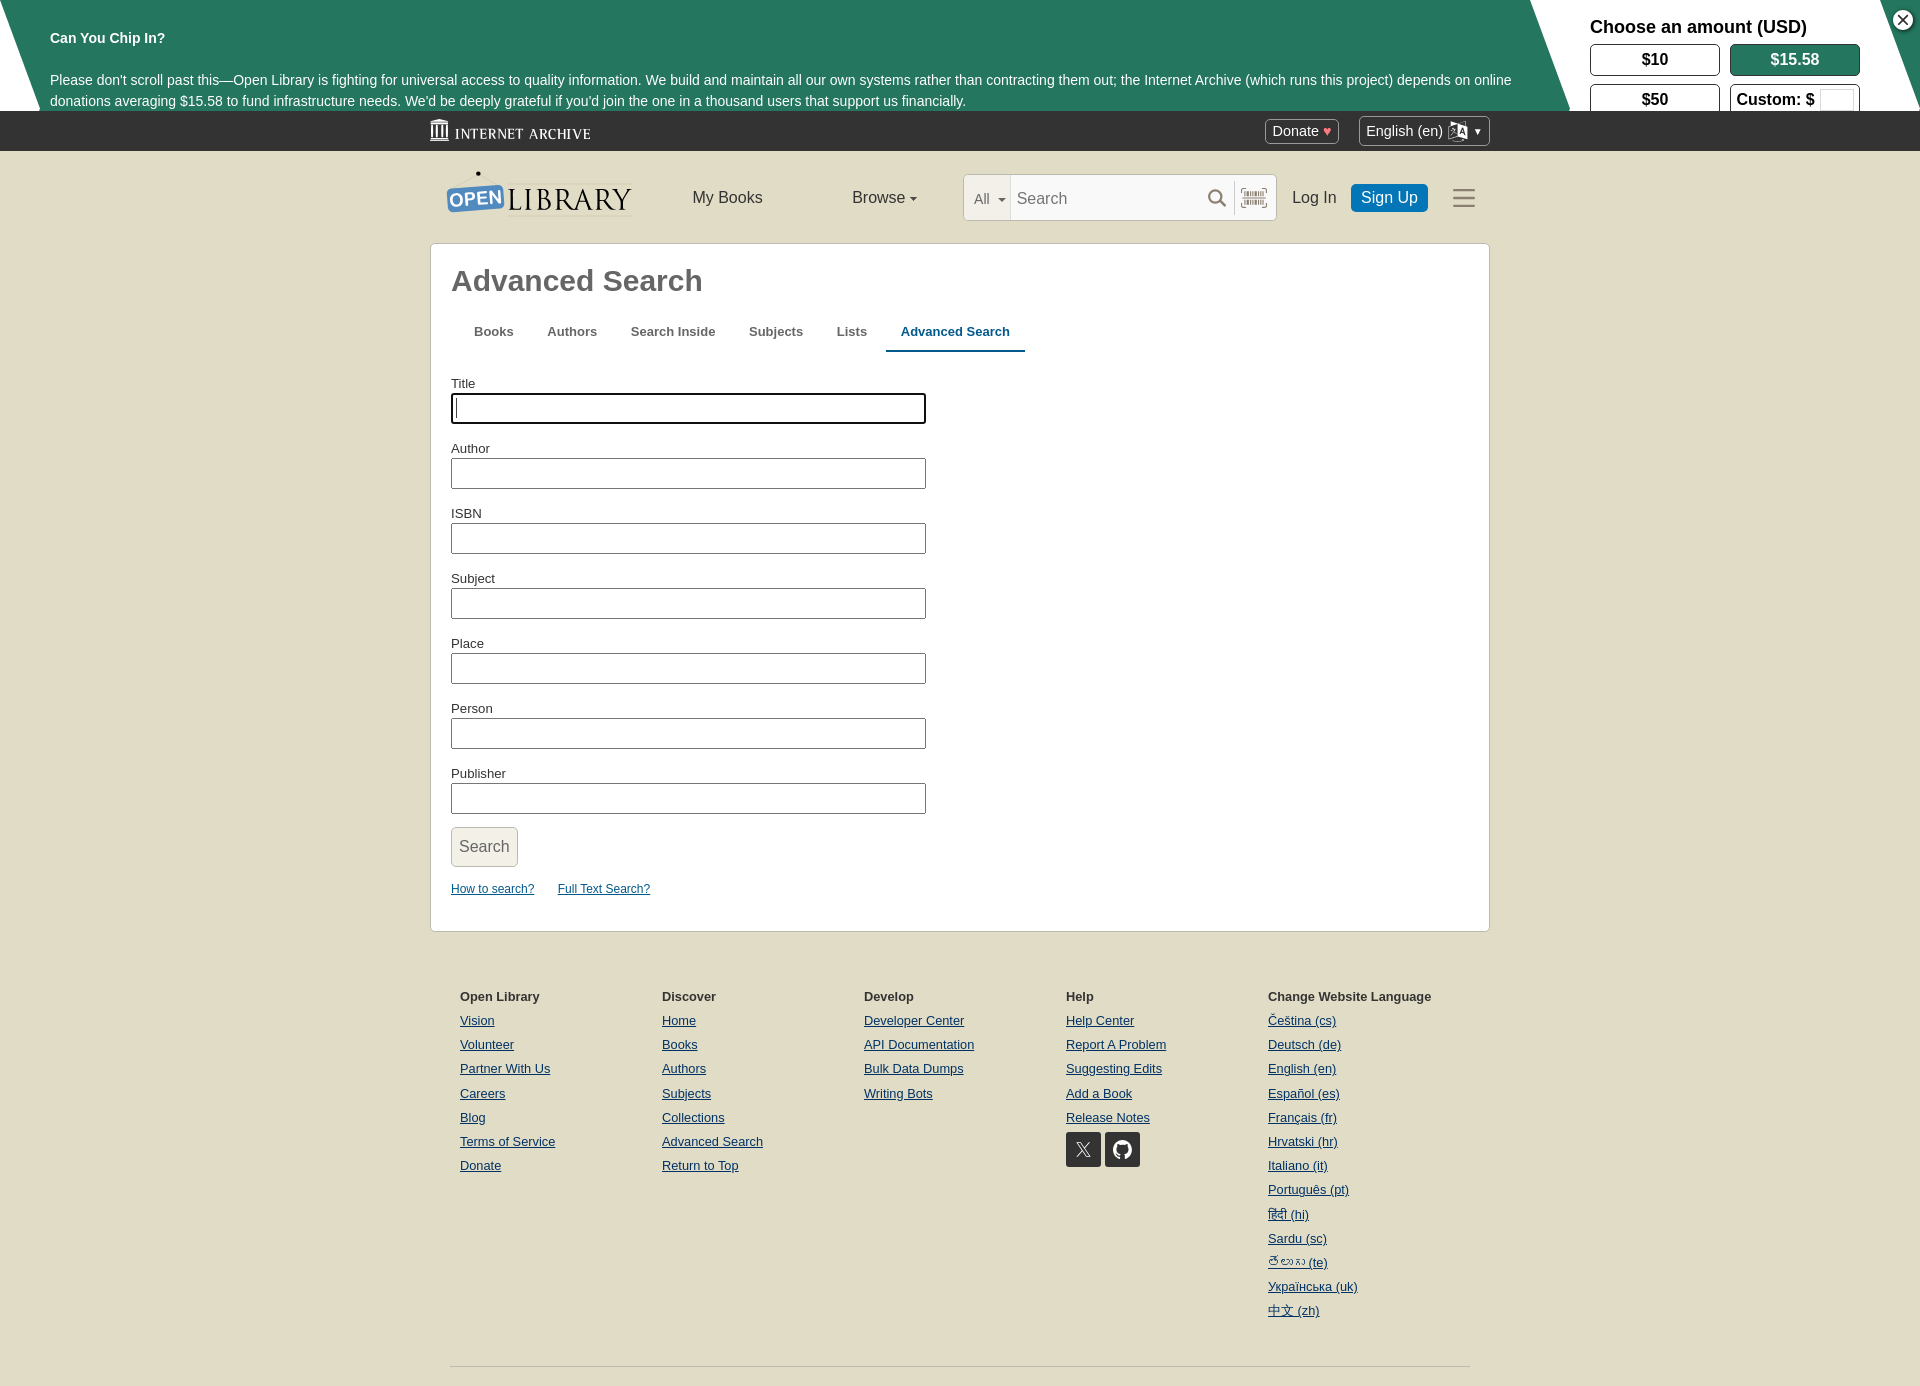 Can You Chip In?
Please don't scroll past this—Open Library is fighting for universal access to quality information. We build and maintain all our own systems rather than contracting them out; the Internet Archive (which runs this project) depends on online
donations averaging $15.58 to fund infrastructure needs. We'd be deeply grateful if you'd join the one in a thousand users that support us financially.
Choose an amount (USD)
$10
$15.58
$50
Custom: $
INTERNET ARCHIVE
Donate ♥
English (en) ▼
OPEN LIBRARY
My Books
Browse
All
Search
Log In
Sign Up
Advanced Search
Books
Authors
Search Inside
Subjects
Lists
Advanced Search
Title
Author
ISBN
Subject
Place
Person
Publisher
Search
How to search?
Full Text Search?
Open Library
Vision
Volunteer
Partner With Us
Careers
Blog
Terms of Service
Donate
Discover
Home
Books
Authors
Subjects
Collections
Advanced Search
Return to Top
Develop
Developer Center
API Documentation
Bulk Data Dumps
Writing Bots
Help
Help Center
Report A Problem
Suggesting Edits
Add a Book
Release Notes
Change Website Language
Čeština (cs)
Deutsch (de)
English (en)
Español (es)
Français (fr)
Hrvatski (hr)
Italiano (it)
Português (pt)
हिंदी (hi)
Sardu (sc)
తెలుగు (te)
Українська (uk)
中文 (zh)